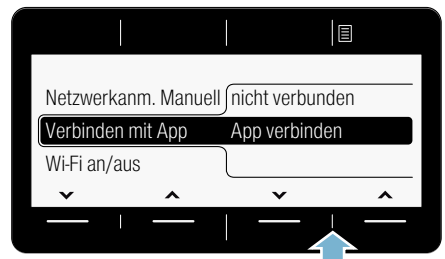 Netzwerkanm. Manuell nicht verbunden
Verbinden mit App App verbinden
Wi-Fi an/aus